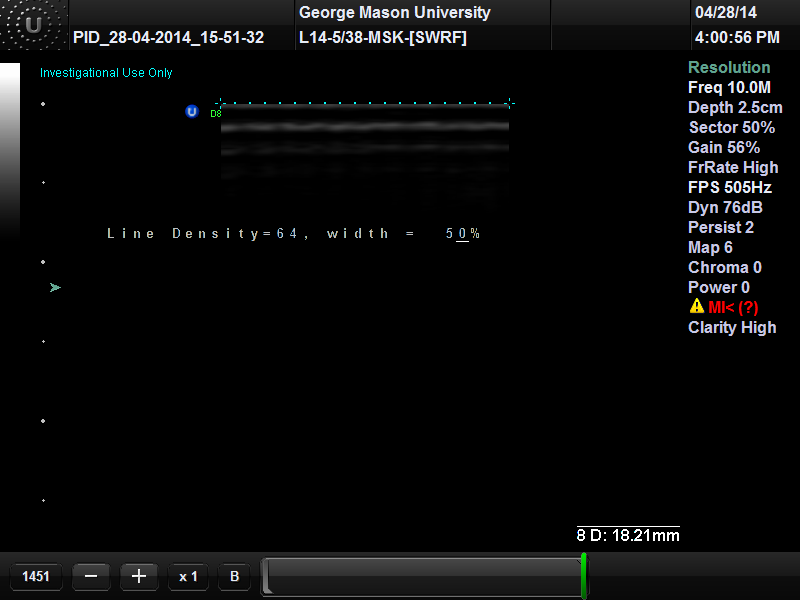 U
George Mason University
04/28/14
PID_28-04-2014_15-51-32
L14-5/38-MSK-[SWRF]
4:00:56 PM
Investigational Use Only
Resolution
Freq 10.0M
Depth 2.5cm
Sector 50%
Gain 56%
FrRate High
FPS 505Hz
Dyn 76dB
Persist 2
Map 6
Chroma 0
Power 0
MI< (?)
Clarity High
U
D8
Line Density=64, width = 50%
8 D: 18.21mm
1451
x 1
B